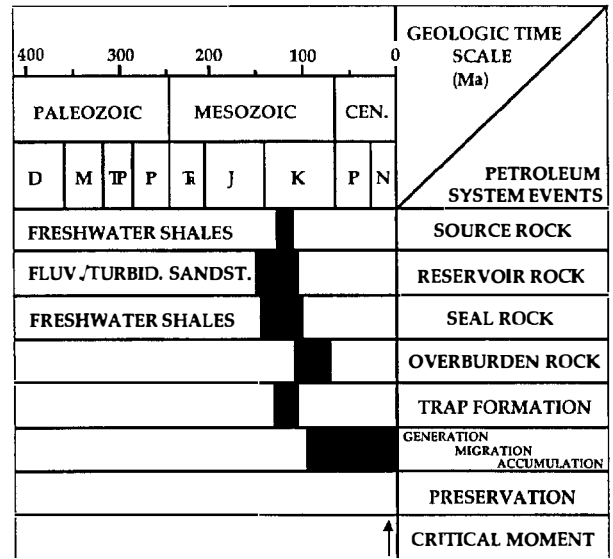 GEOLOGIC TIME
SCALE
(Ma)
400 300 200 100 0
PALEOZOIC MESOZOIC CEN.
D M IP P TR J K P N
PETROLEUM
SYSTEM EVENTS
FRESHWATER SHALES SOURCE ROCK
FLUV./TURBID. SANDST. RESERVOIR ROCK
FRESHWATER SHALES SEAL ROCK
OVERBURDEN ROCK
TRAP FORMATION
GENERATION
MIGRATION
ACCUMULATION
PRESERVATION
CRITICAL MOMENT